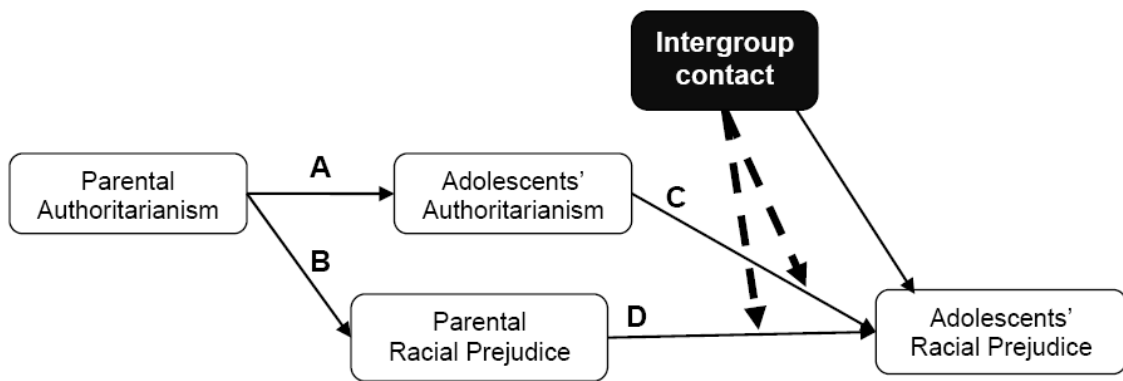 Intergroup
contact
A
Parental
Authoritarianism
Adolescents’
Authoritarianism
C
B
Parental
Racial Prejudice
D
Adolescents’
Racial Prejudice